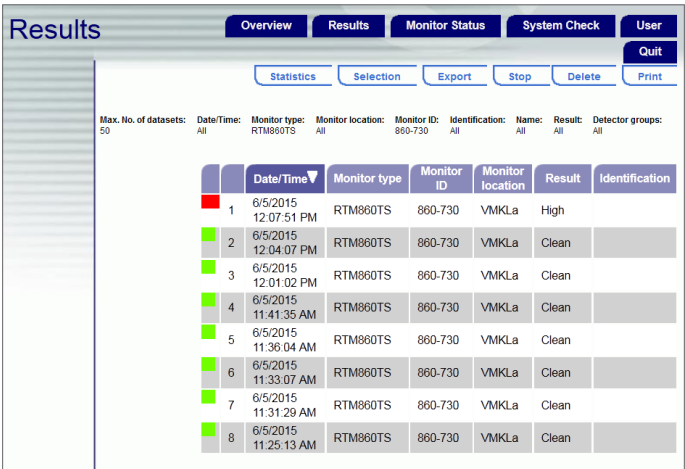 Results
Overview Results Monitor Status System Check User
Quit
Statistics Selection Export Stop Delete Print
Max. No. of datasets: Date/Time: Monitor type: Monitor location: Monitor ID: Identification: Name: Result: Detector groups:
50 All RTM860TS All 860-730 All All All All
Date/Time Monitor type Monitor ID Monitor location Result Identification
1 6/5/2015 12:07:51 PM RTM860TS 860-730 VMKLa High
2 6/5/2015 12:04:07 PM RTM860TS 860-730 VMKLa Clean
3 6/5/2015 12:01:02 PM RTM860TS 860-730 VMKLa Clean
4 6/5/2015 11:41:35 AM RTM860TS 860-730 VMKLa Clean
5 6/5/2015 11:36:04 AM RTM860TS 860-730 VMKLa Clean
6 6/5/2015 11:33:07 AM RTM860TS 860-730 VMKLa Clean
7 6/5/2015 11:31:29 AM RTM860TS 860-730 VMKLa Clean
8 6/5/2015 11:25:13 AM RTM860TS 860-730 VMKLa Clean